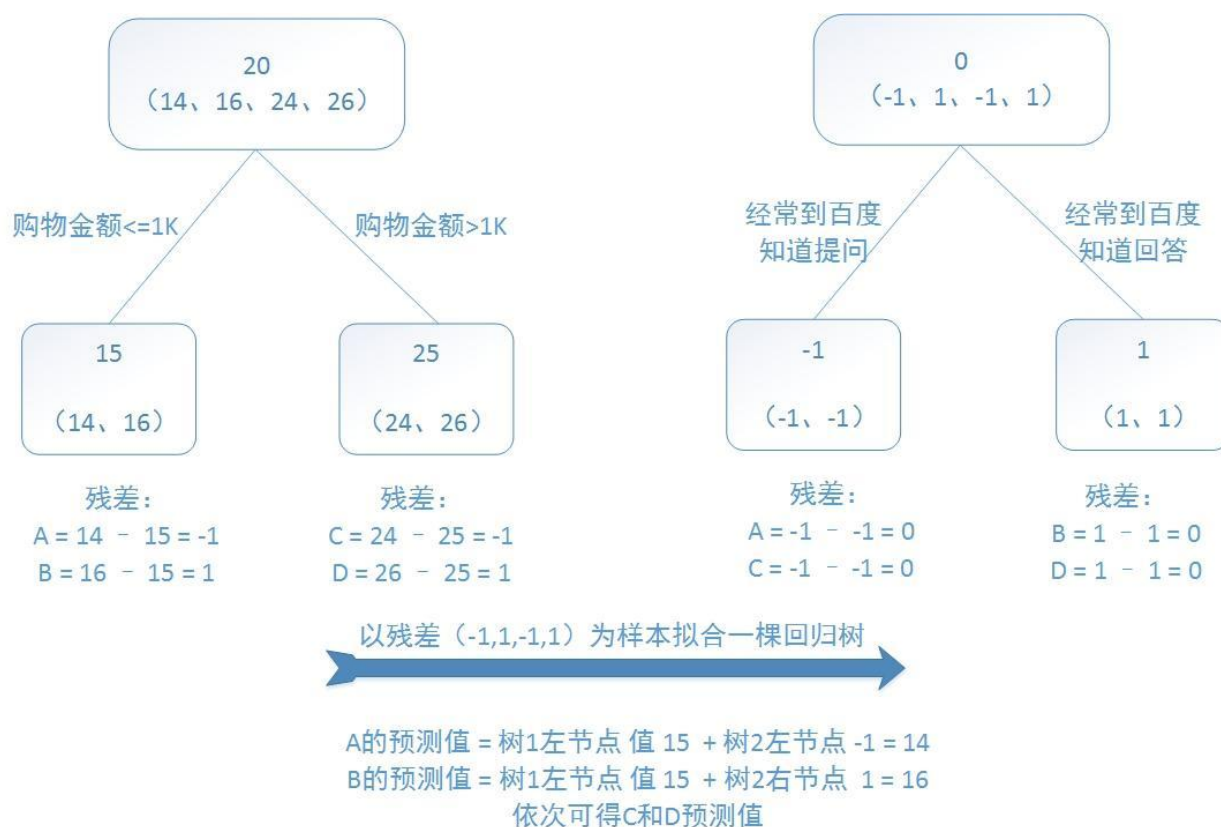 20
（14、16、24、26）
0
（-1、1、-1、1）
购物金额<=1K
购物金额>1K
经常到百度
知道提问
经常到百度
知道回答
15
（14、16）
25
（24、26）
-1
（-1、-1）
1
（1、1）
残差：
A = 14 – 15 = -1
B = 16 – 15 = 1
残差：
C = 24 – 25 = -1
D = 26 – 25 = 1
残差：
A = -1 – -1 = 0
C = -1 – -1 = 0
残差：
B = 1 – 1 = 0
D = 1 – 1 = 0
以残差（-1,1,-1,1）为样本拟合一棵回归树
A的预测值 = 树1左节点 值 15 + 树2左节点 -1 = 14
B的预测值 = 树1左节点 值 15 + 树2右节点 1 = 16
依次可得C和D预测值